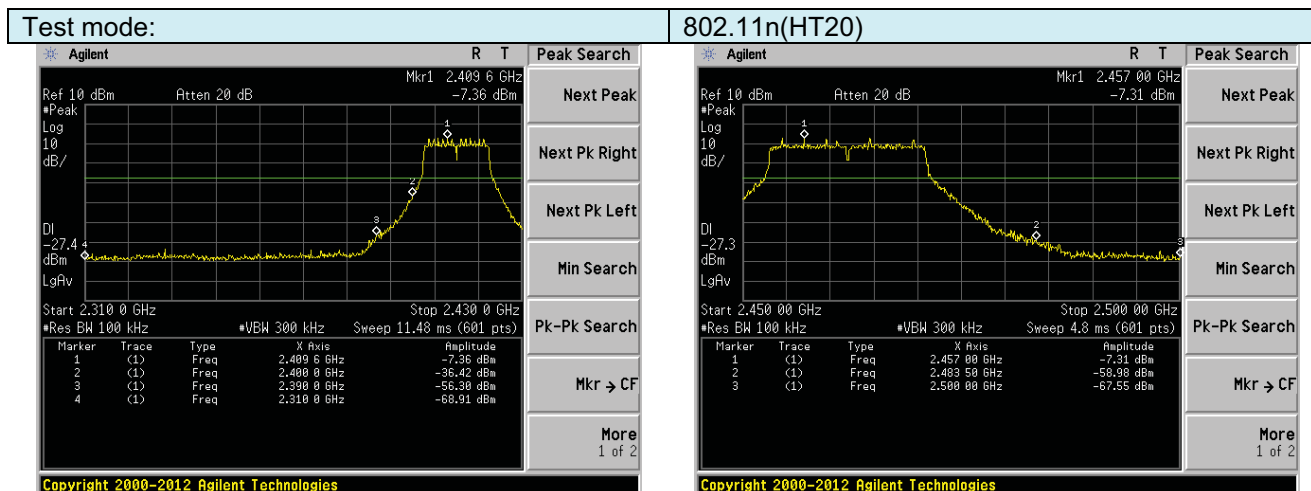 Test mode: 802.11n(HT20)
Agilent R T Peak Search
Mkr1 2.409 6 GHz
Ref 10 dBm Atten 20 dB -7.36 dBm
#Peak
Log
10
dB/
1
2
3
4
DI
-27.4
dBm
LgAv
Start 2.310 0 GHz Stop 2.430 0 GHz
#Res BW 100 kHz #VBW 300 kHz Sweep 11.48 ms (601 pts)
Marker Trace Type X Axis Amplitude
1 (1) Freq 2.409 6 GHz -7.36 dBm
2 (1) Freq 2.400 0 GHz -36.42 dBm
3 (1) Freq 2.390 0 GHz -56.30 dBm
4 (1) Freq 2.310 0 GHz -68.91 dBm
Next Peak
Next Pk Right
Next Pk Left
Min Search
Pk-Pk Search
Mkr → CF
More
1 of 2
Copyright 2000-2012 Agilent Technologies
Agilent R T Peak Search
Mkr1 2.457 00 GHz
Ref 10 dBm Atten 20 dB -7.31 dBm
#Peak
Log
10
dB/
1
2
3
DI
-27.3
dBm
LgAv
Start 2.450 00 GHz Stop 2.500 00 GHz
#Res BW 100 kHz #VBW 300 kHz Sweep 4.8 ms (601 pts)
Marker Trace Type X Axis Amplitude
1 (1) Freq 2.457 00 GHz -7.31 dBm
2 (1) Freq 2.483 50 GHz -58.98 dBm
3 (1) Freq 2.500 00 GHz -67.55 dBm
Next Peak
Next Pk Right
Next Pk Left
Min Search
Pk-Pk Search
Mkr → CF
More
1 of 2
Copyright 2000-2012 Agilent Technologies